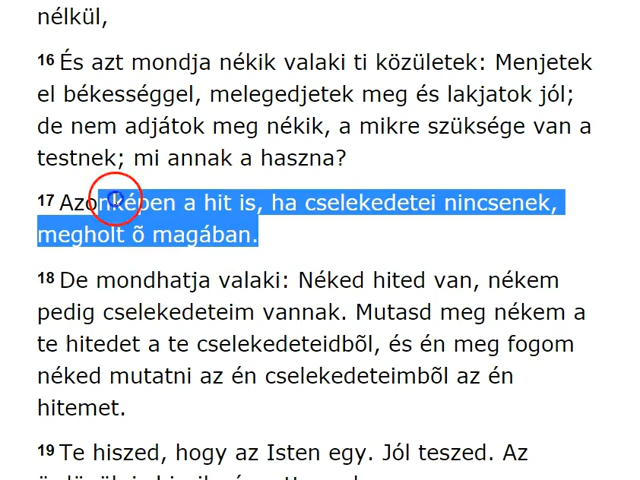 nélkül,
16 És azt mondja nékik valaki ti közületek: Menjetek
el békességgel, melegedjetek meg és lakjatok jól;
de nem adjátok meg nékik, a mikre szüksége van a
testnek; mi annak a haszna?
17 Azonképen a hit is, ha cselekedetei nincsenek,
megholt õ magában.
18 De mondhatja valaki: Néked hited van, nékem
pedig cselekedeteim vannak. Mutasd meg nékem a
te hitedet a te cselekedeteidbõl, és én meg fogom
néked mutatni az én cselekedeteimbõl az én
hitemet.
19 Te hiszed, hogy az Isten egy. Jól teszed. Az